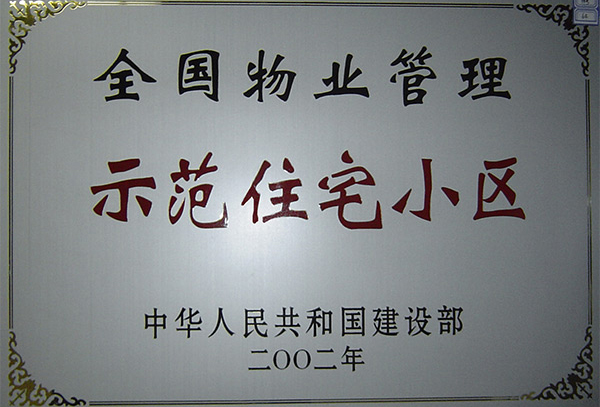 全国物业管理
示范住宅小区
中华人民共和国建设部
二〇〇二年